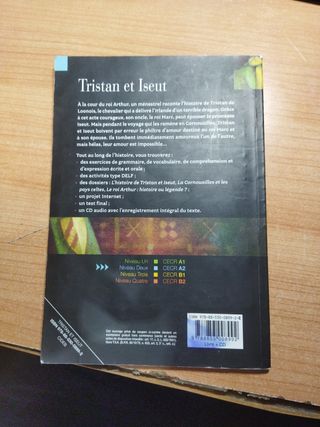 Tristan et Iseut
À la cour du roi Arthur, un ménestrel raconte l'histoire de Tristan de
Loonois, le chevalier qui a délivré l'Irlande d'un terrible dragon. Grâce
à cet acte courageux, son oncle, le roi Marc, peut épouser la princesse
Iseut. Mais pendant le voyage qui les ramène en Cornouailles, Tristan
et Iseut boivent par erreur le philtre d'amour destiné au roi Marc et
à son épouse. Ils tombent immédiatement amoureux l'un de l'autre,
mais hélas, leur amour est impossible...
Tout au long de l'histoire, vous trouverez :
- des exercices de grammaire, de vocabulaire, de compréhension et
d'expression écrite et orale ;
- des activités type DELF ;
- des dossiers : L'histoire de Tristan et Iseut, La Cornouailles et les
pays celtes, Le roi Arthur : histoire ou légende ? ;
- un projet Internet ;
- un test final ;
- un CD audio avec l'enregistrement intégral du texte.
Niveau Un CECR A1
Niveau Deux CECR A2
Niveau Trois CECR B1
Niveau Quatre CECR B2
TRISTAN ET ISEUT
CIDEB
Livre + CD